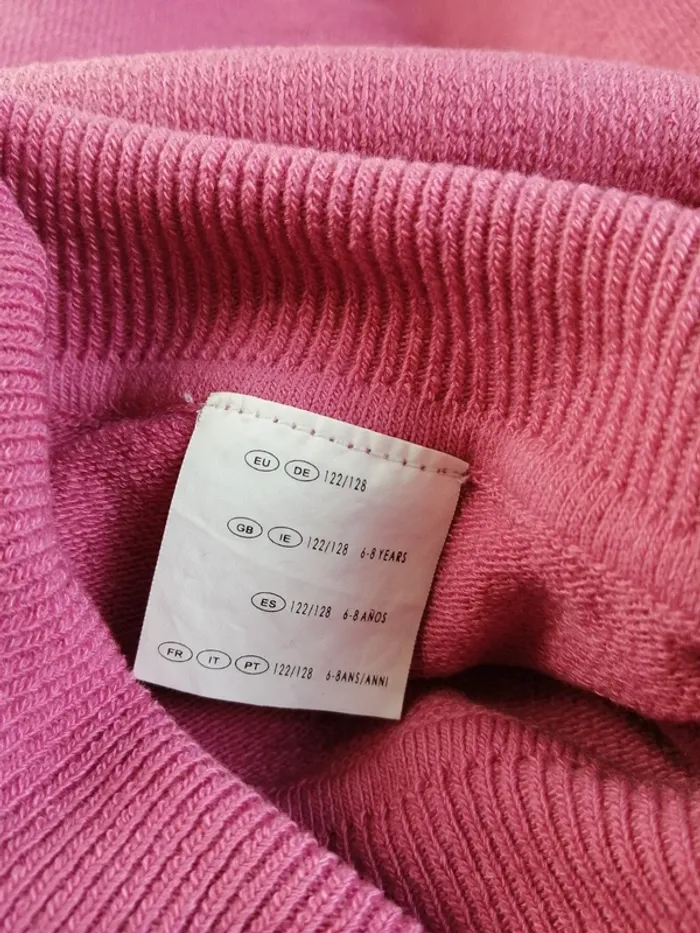 EU DE 122/128
GB IE 122/128 6-8 YEARS
ES 122/128 6-8 AÑOS
FR IT PT 122/128 6-8ANS/ANNI